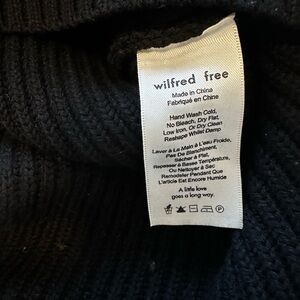 wilfred free
Made in China
Fabriqué en Chine
Hand Wash Cold,
No Bleach, Dry Flat,
Low Iron, Or Dry Clean
Reshape Whilst Damp
Laver à La Main à L'eau Froide,
Pas De Blanchiment,
Sécher à Plat,
Repasser à Basse Température,
Ou Nettoyer à Sac
Remodeler Pendant Que
L'article Est Encore Humide
A little love
goes a long way.